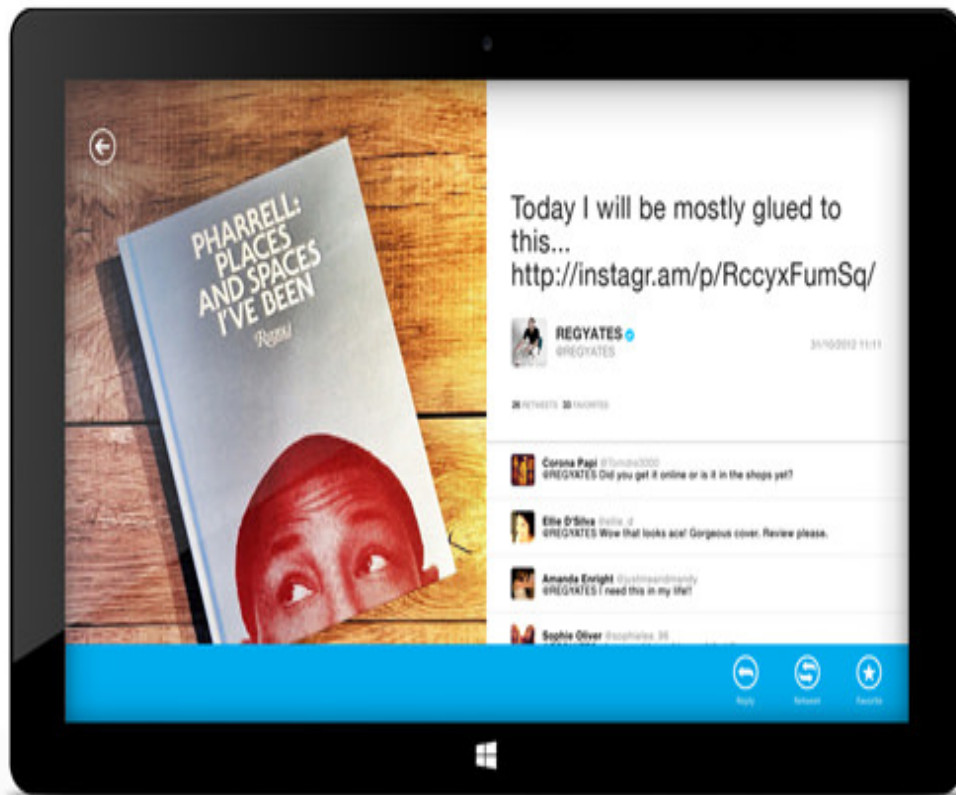 PHARRELL:
PLACES
AND SPACES
I'VE BEEN
Today I will be mostly glued to
this...
http://instagr.am/p/RccyxFumSq/
REGYATES
@REGYATES
31/10/2012 11:11
RETWEETS 33 FAVORITES
Corona Papi
@REGYATES Did you get it online or is it in the shops yet?
Ellie D'Silva @ellie_d
@REGYATES Wow that looks ace! Gorgeous cover. Review please.
Amanda Enright @justmeandmandy
@REGYATES I need this in my life!!
Sophie Oliver
Reply
Retweet
Favorite